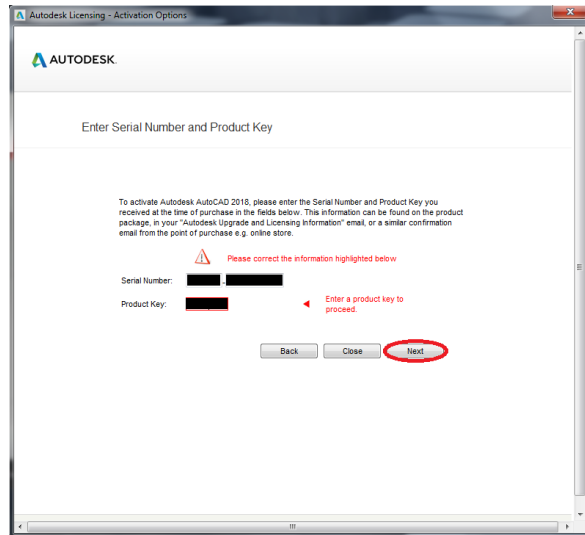 Autodesk Licensing - Activation Options
AUTODESK.
Enter Serial Number and Product Key
To activate Autodesk AutoCAD 2018, please enter the Serial Number and Product Key you
received at the time of purchase in the fields below. This information can be found on the product
package, in your "Autodesk Upgrade and Licensing Information" email, or a similar confirmation
email from the point of purchase e.g. online store.
Please correct the information highlighted below
Serial Number: -
Product Key:
Enter a product key to
proceed.
Back Close Next